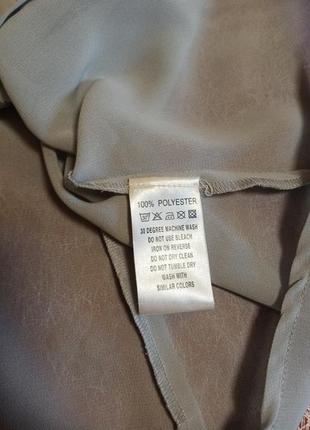 100% POLYESTER
30 DEGREE MACHINE WASH
DO NOT USE BLEACH
IRON ON REVERSE
DO NOT DRY CLEAN
DO NOT TUMBLE DRY
WASH WITH
SIMILAR COLORS